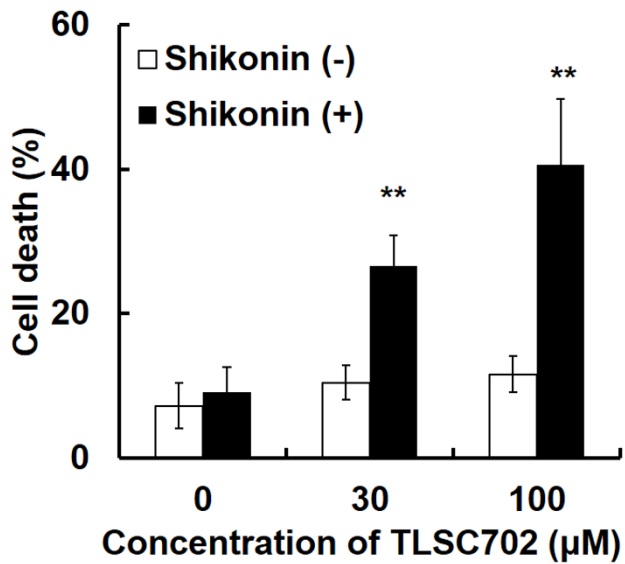 60
Shikonin (-)
Shikonin (+)
**
40
**
Cell death (%)
20
0
0 30 100
Concentration of TLSC702 (μM)